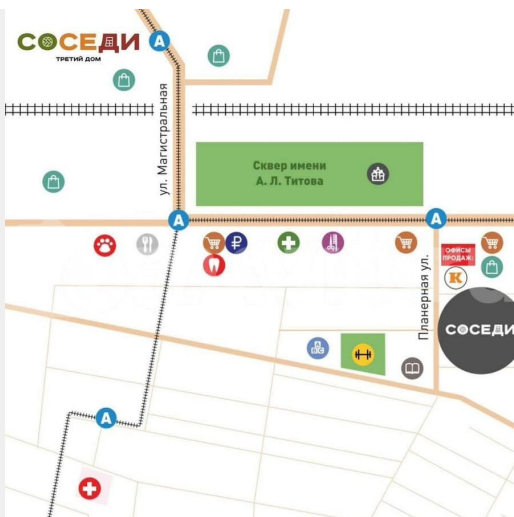 СОСЕДИ
ТРЕТИЙ ДОМ
А
ул. Магистральная
Сквер имени
А. Л. Титова
А
А
₽
ОФИСЫ
ПРОДАЖ:
К
Планерная ул.
СОСЕДИ
A
B C
А